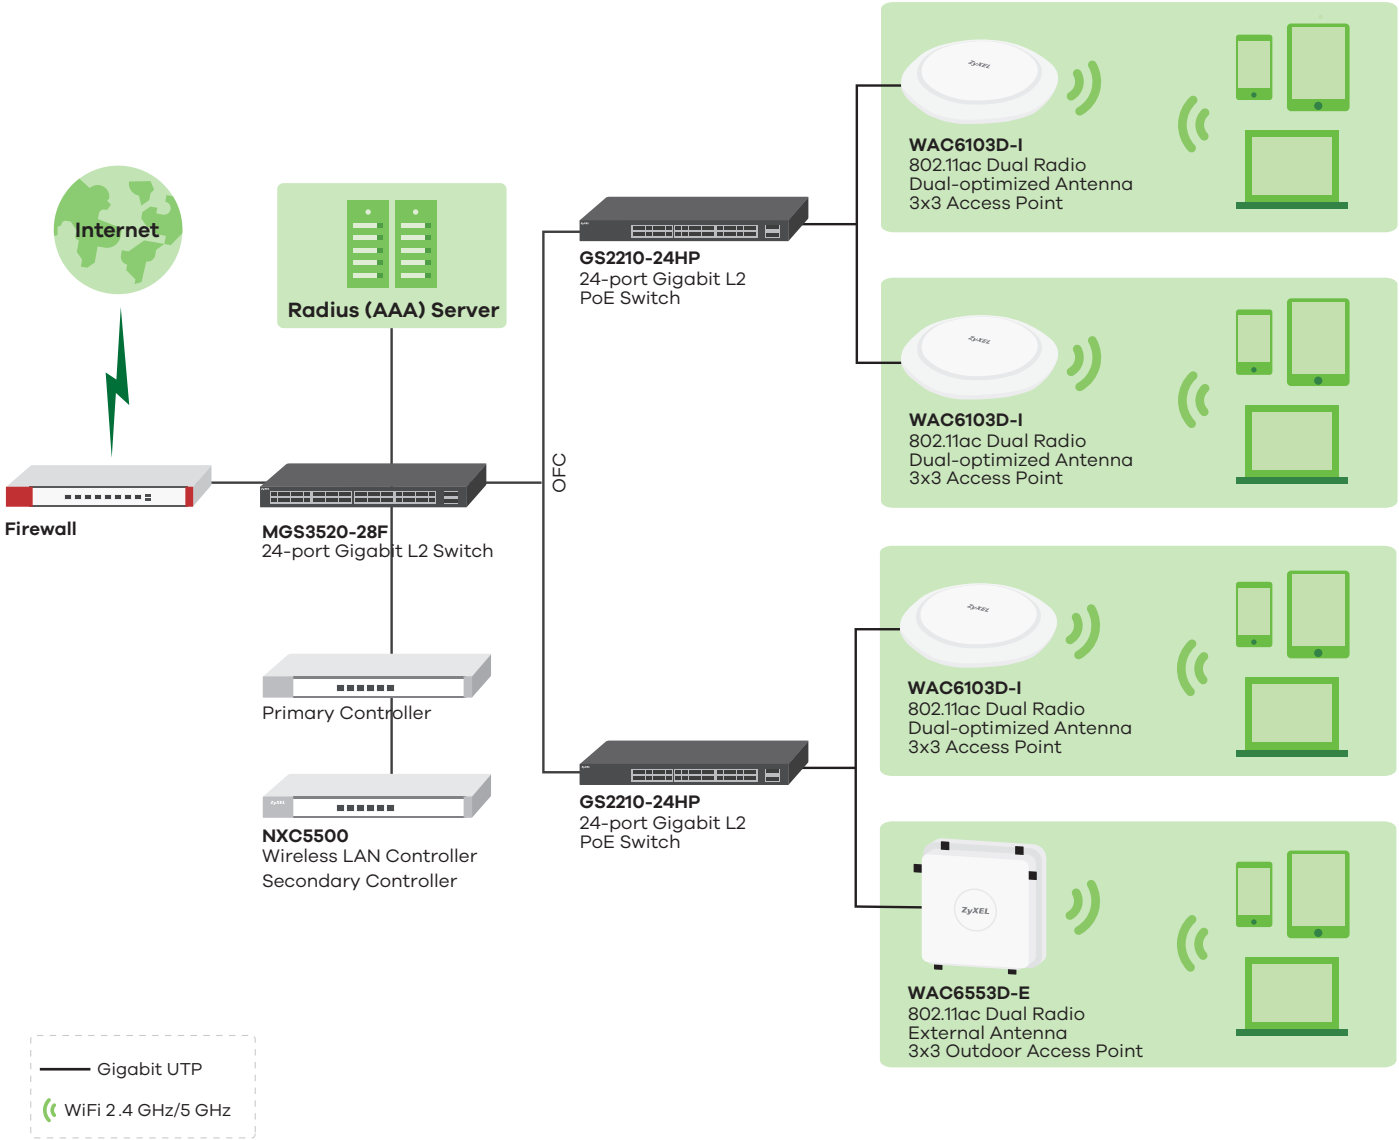 Internet
Radius (AAA) Server
Firewall
MGS3520-28F
24-port Gigabit L2 Switch
Primary Controller
ZyXEL
NXC5500
Wireless LAN Controller
Secondary Controller
OFC
GS2210-24HP
24-port Gigabit L2
PoE Switch
GS2210-24HP
24-port Gigabit L2
PoE Switch
ZyXEL
WAC6103D-I
802.11ac Dual Radio
Dual-optimized Antenna
3x3 Access Point
ZyXEL
WAC6103D-I
802.11ac Dual Radio
Dual-optimized Antenna
3x3 Access Point
ZyXEL
WAC6103D-I
802.11ac Dual Radio
Dual-optimized Antenna
3x3 Access Point
ZyXEL
WAC6553D-E
802.11ac Dual Radio
External Antenna
3x3 Outdoor Access Point
Gigabit UTP
WiFi 2.4 GHz/5 GHz